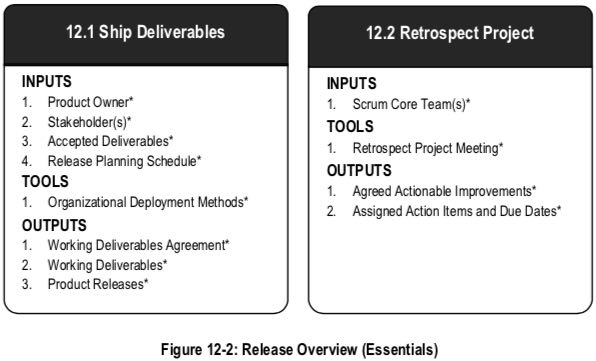 12.1 Ship Deliverables
INPUTS
1. Product Owner*
2. Stakeholder(s)*
3. Accepted Deliverables*
4. Release Planning Schedule*
TOOLS
1. Organizational Deployment Methods*
OUTPUTS
1. Working Deliverables Agreement*
2. Working Deliverables*
3. Product Releases*
12.2 Retrospect Project
INPUTS
1. Scrum Core Team(s)*
TOOLS
1. Retrospect Project Meeting*
OUTPUTS
1. Agreed Actionable Improvements*
2. Assigned Action Items and Due Dates*
Figure 12-2: Release Overview (Essentials)